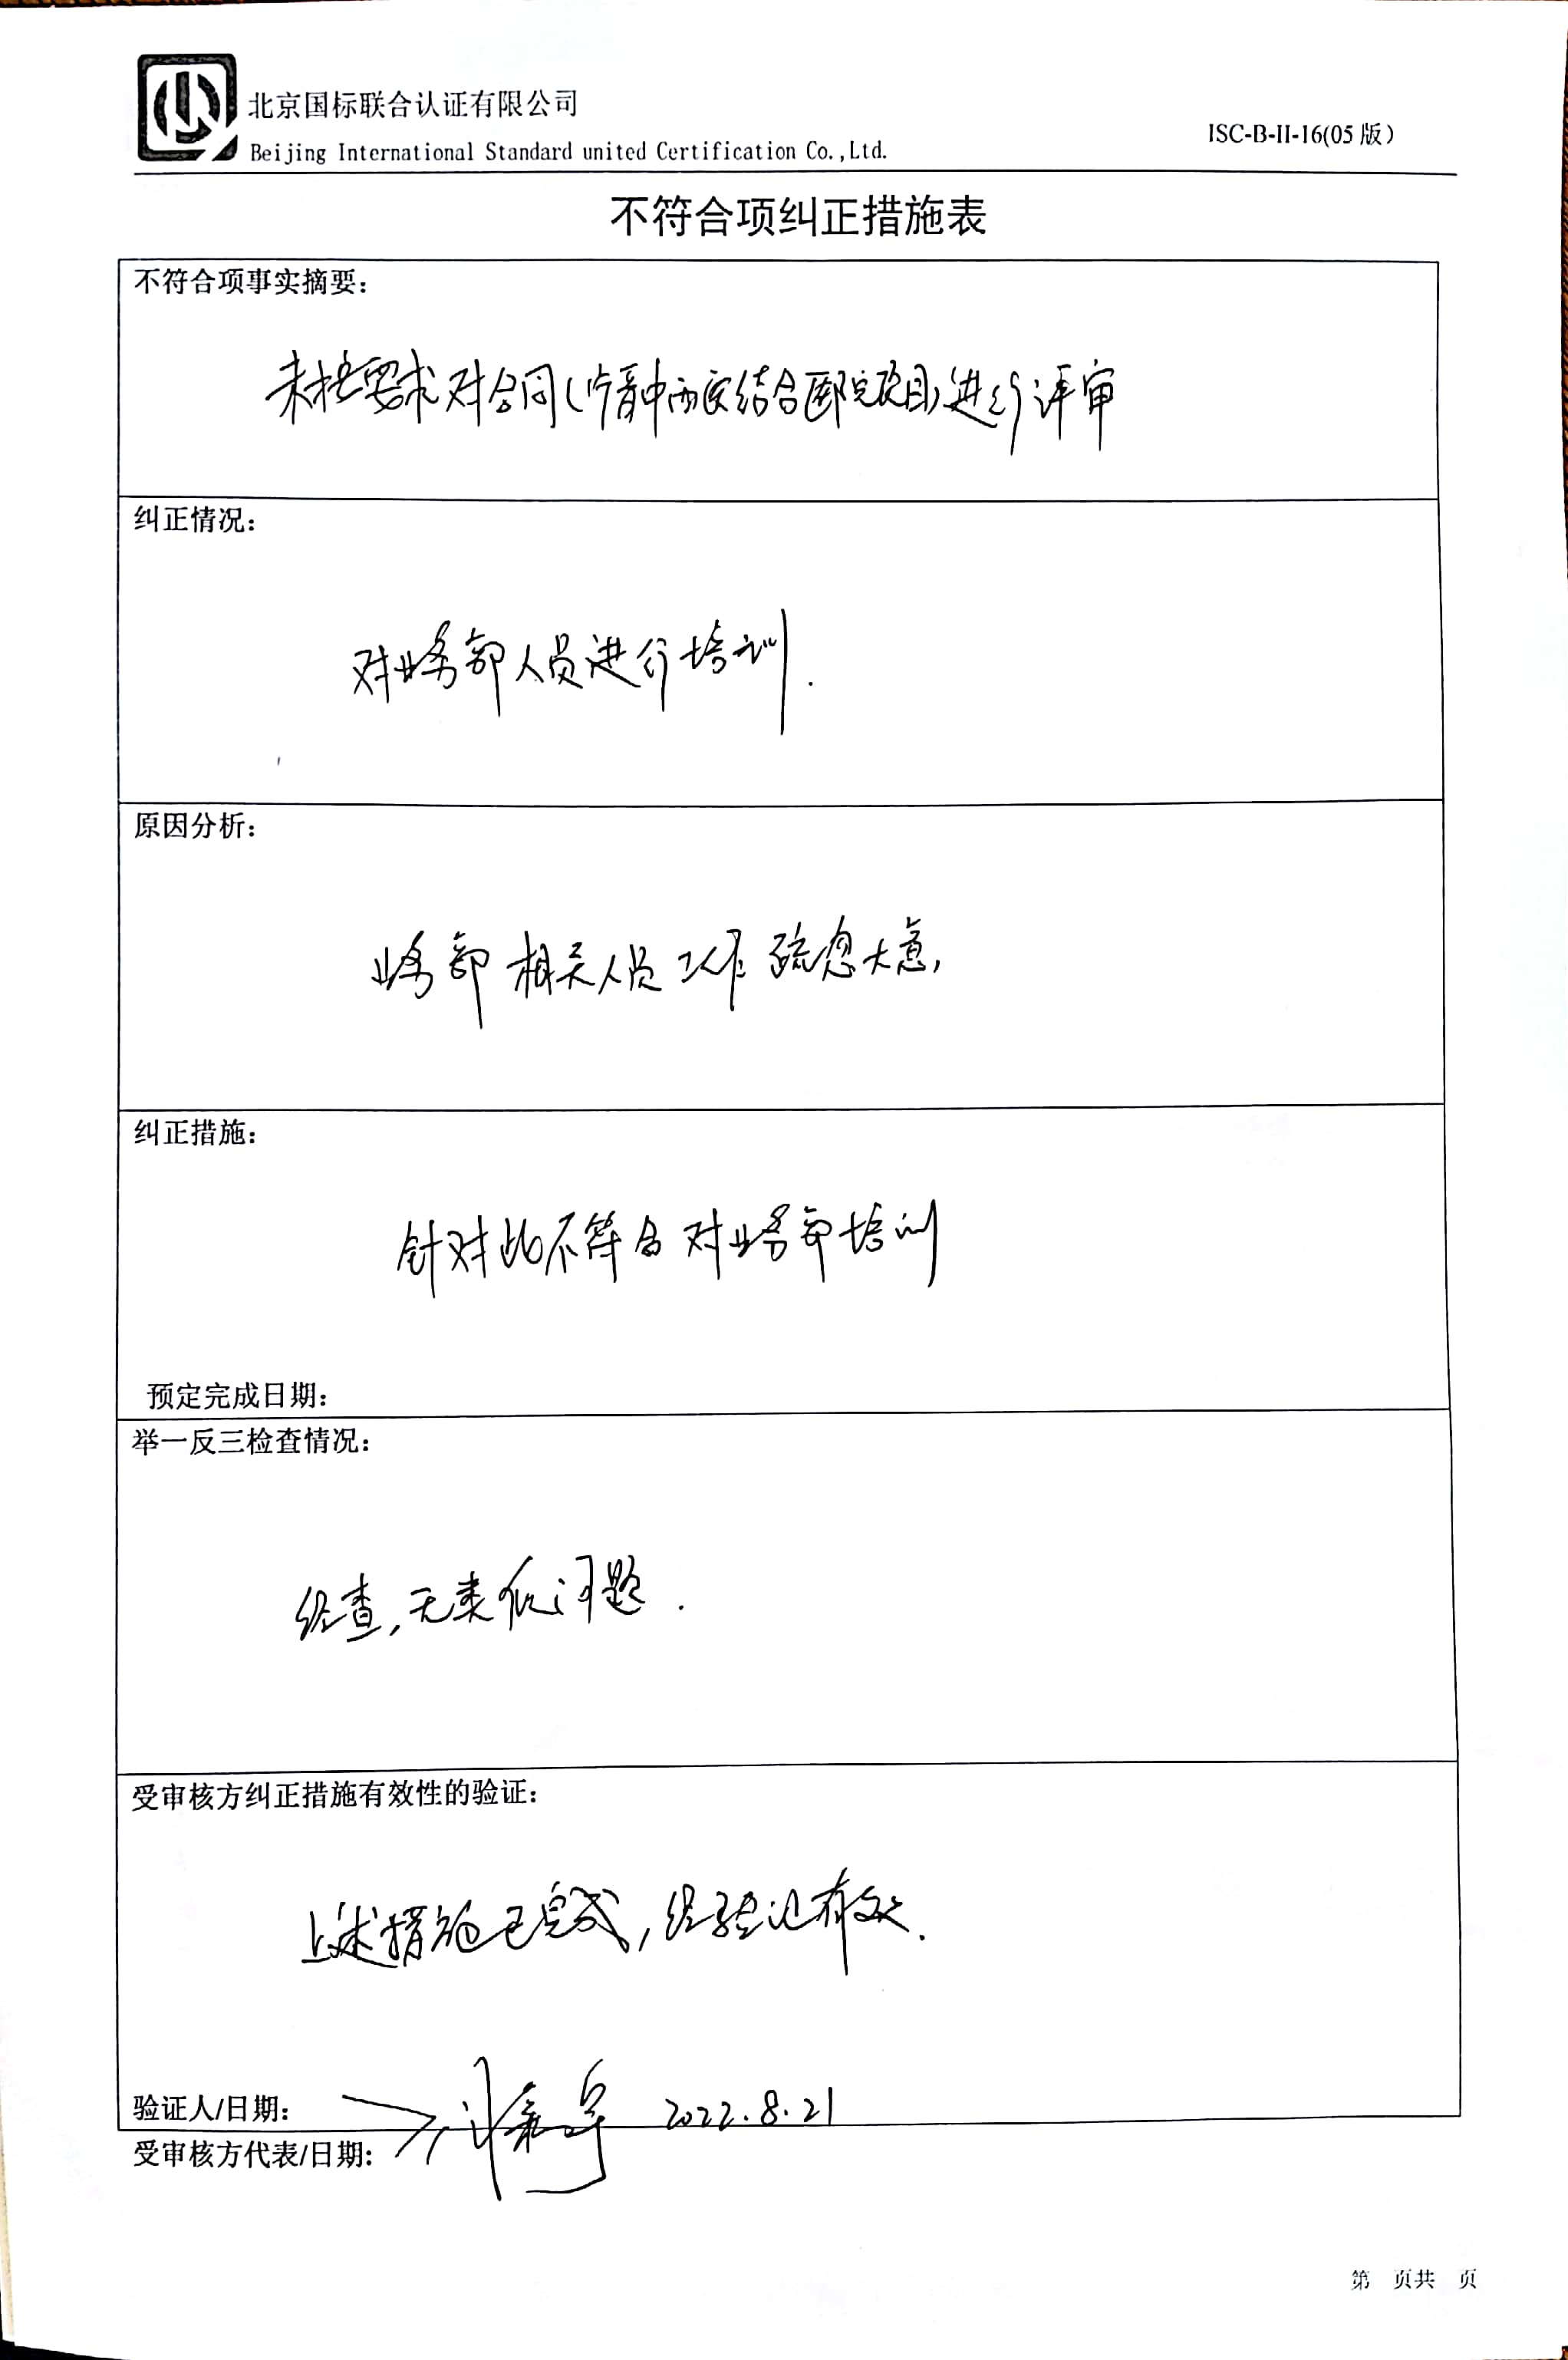 北京国标联合认证有限公司
Beijing International Standard united Certification Co.,Ltd.
ISC-B-II-16(05 版)
不符合项纠正措施表
不符合项事实摘要:
未按要求对合同(中西医结合医院项目)进行评审
纠正情况:
对业务部人员进行培训.
原因分析:
业务部相关人员工作疏忽大意,
纠正措施:
针对此不符合对业务部培训
预定完成日期:
举一反三检查情况:
经查,无类似问题.
受审核方纠正措施有效性的验证:
上述措施已完成,经验证有效.
验证人/日期:
2022.8.21
受审核方代表/日期:
第 页共 页